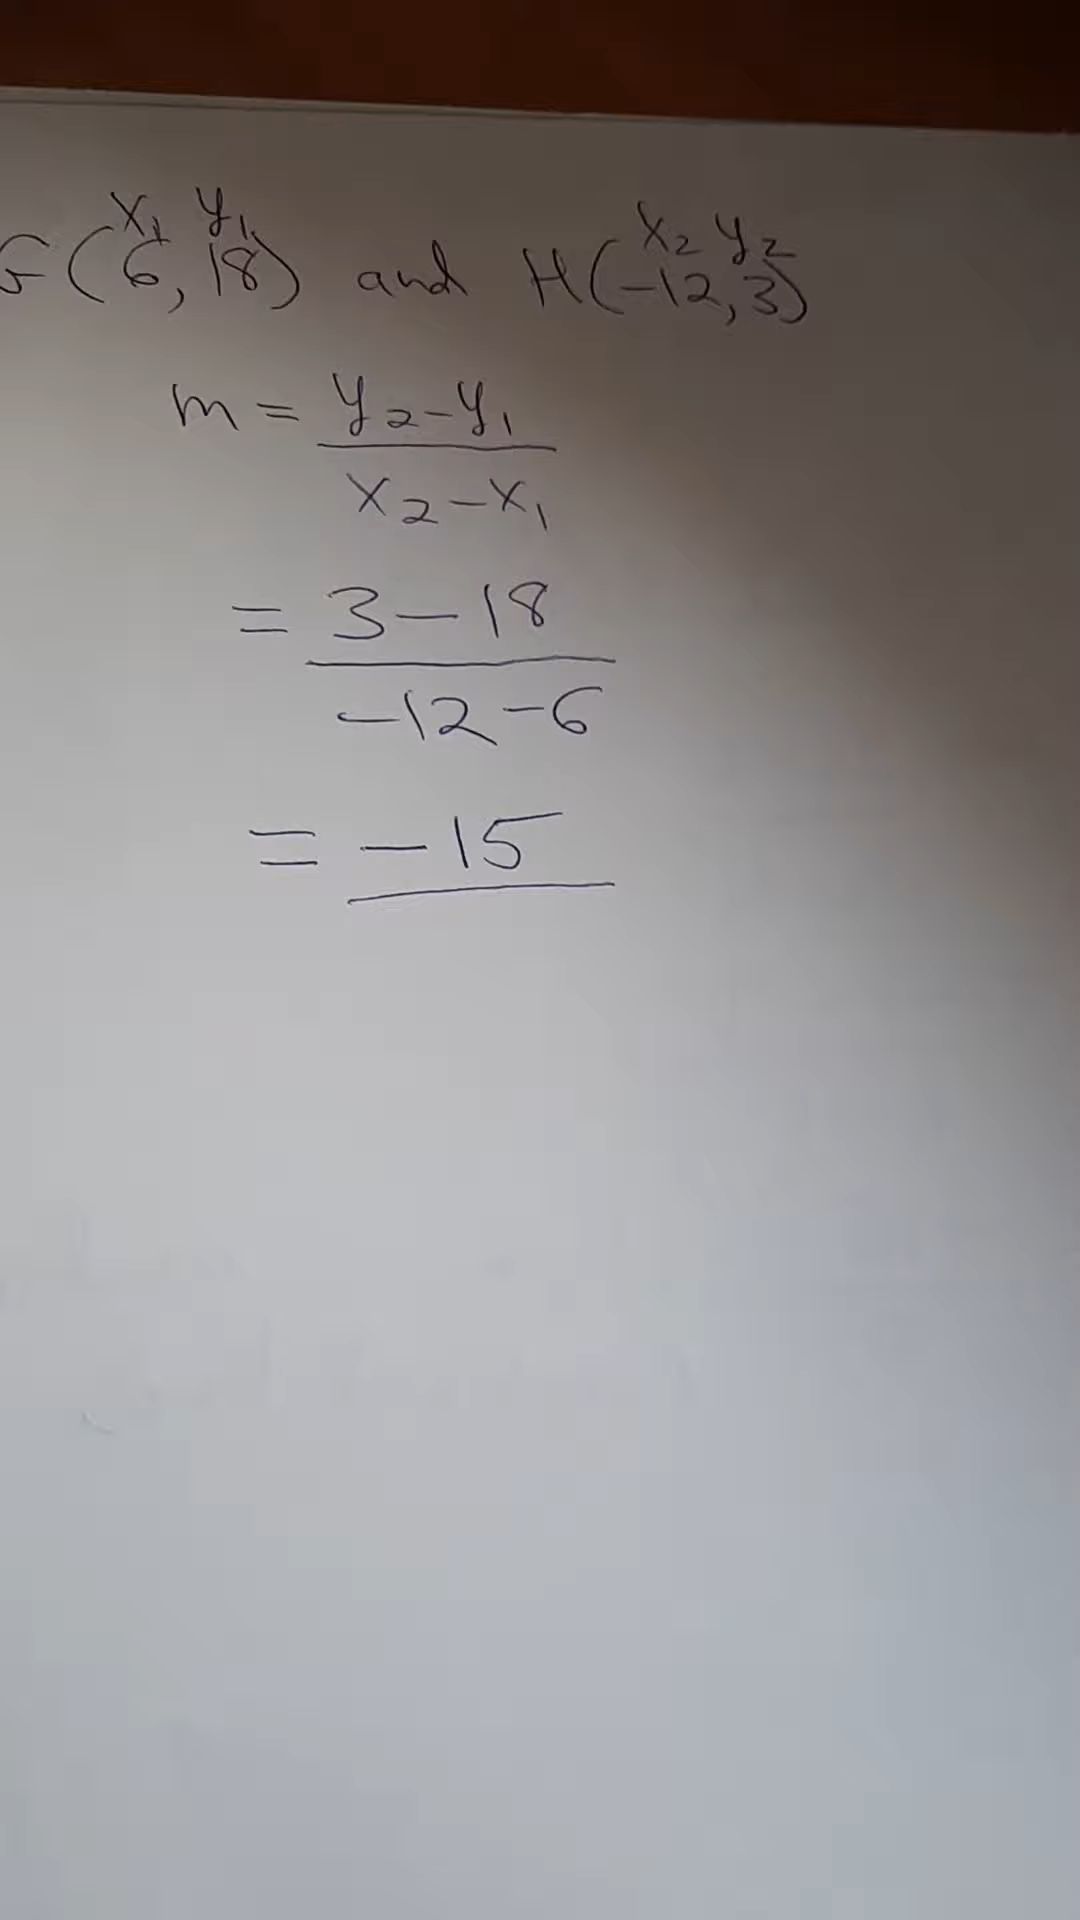 x₁ y₁ x₂ y₂
(6, 18) and H(-12, 3)
m = y₂-y₁
x₂-x₁
= 3-18
-12-6
= -15